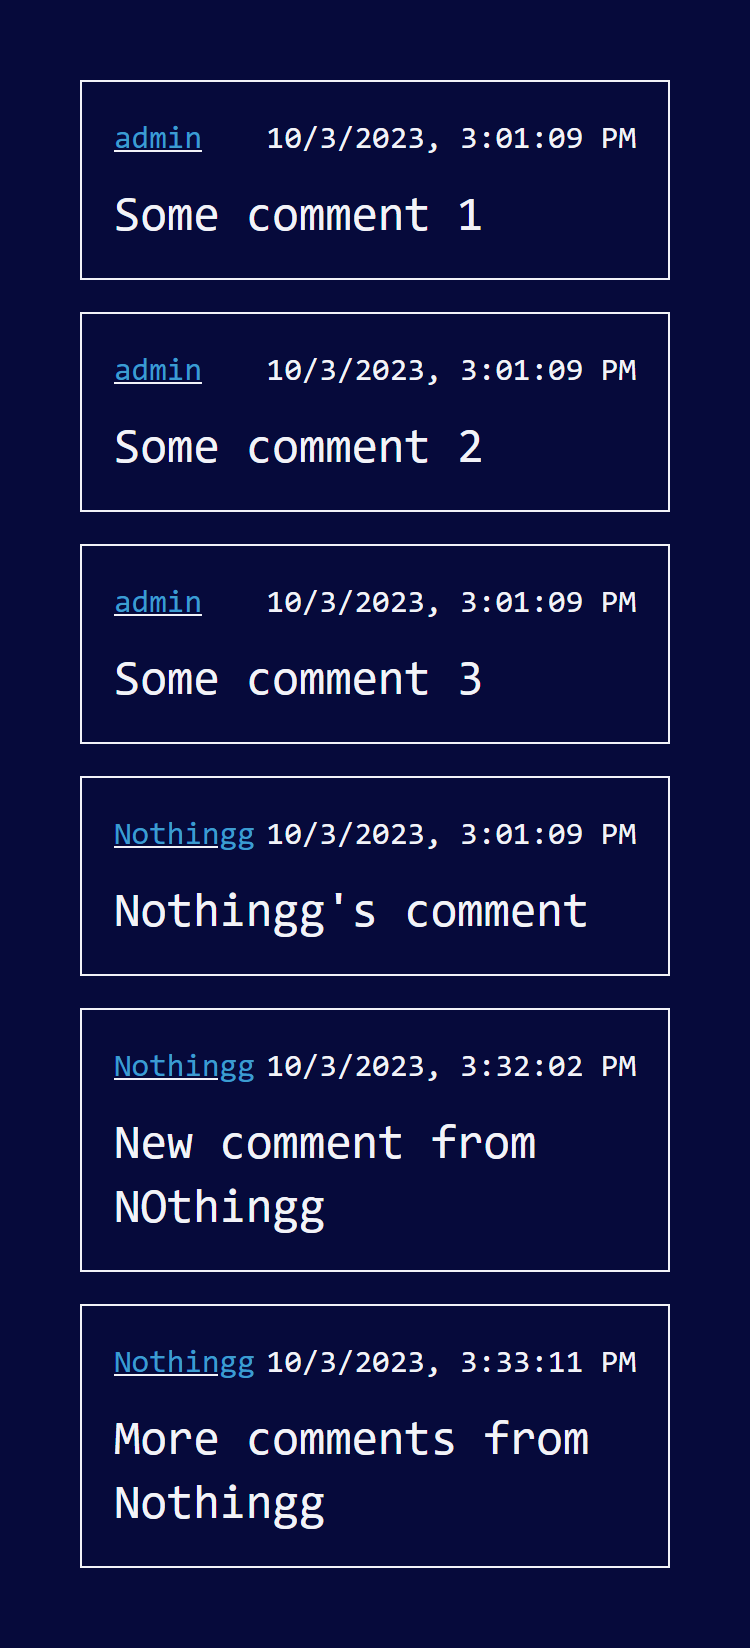 admin 10/3/2023, 3:01:09 PM
Some comment 1
admin 10/3/2023, 3:01:09 PM
Some comment 2
admin 10/3/2023, 3:01:09 PM
Some comment 3
Nothingg 10/3/2023, 3:01:09 PM
Nothingg's comment
Nothingg 10/3/2023, 3:32:02 PM
New comment from
NOthingg
Nothingg 10/3/2023, 3:33:11 PM
More comments from
Nothingg